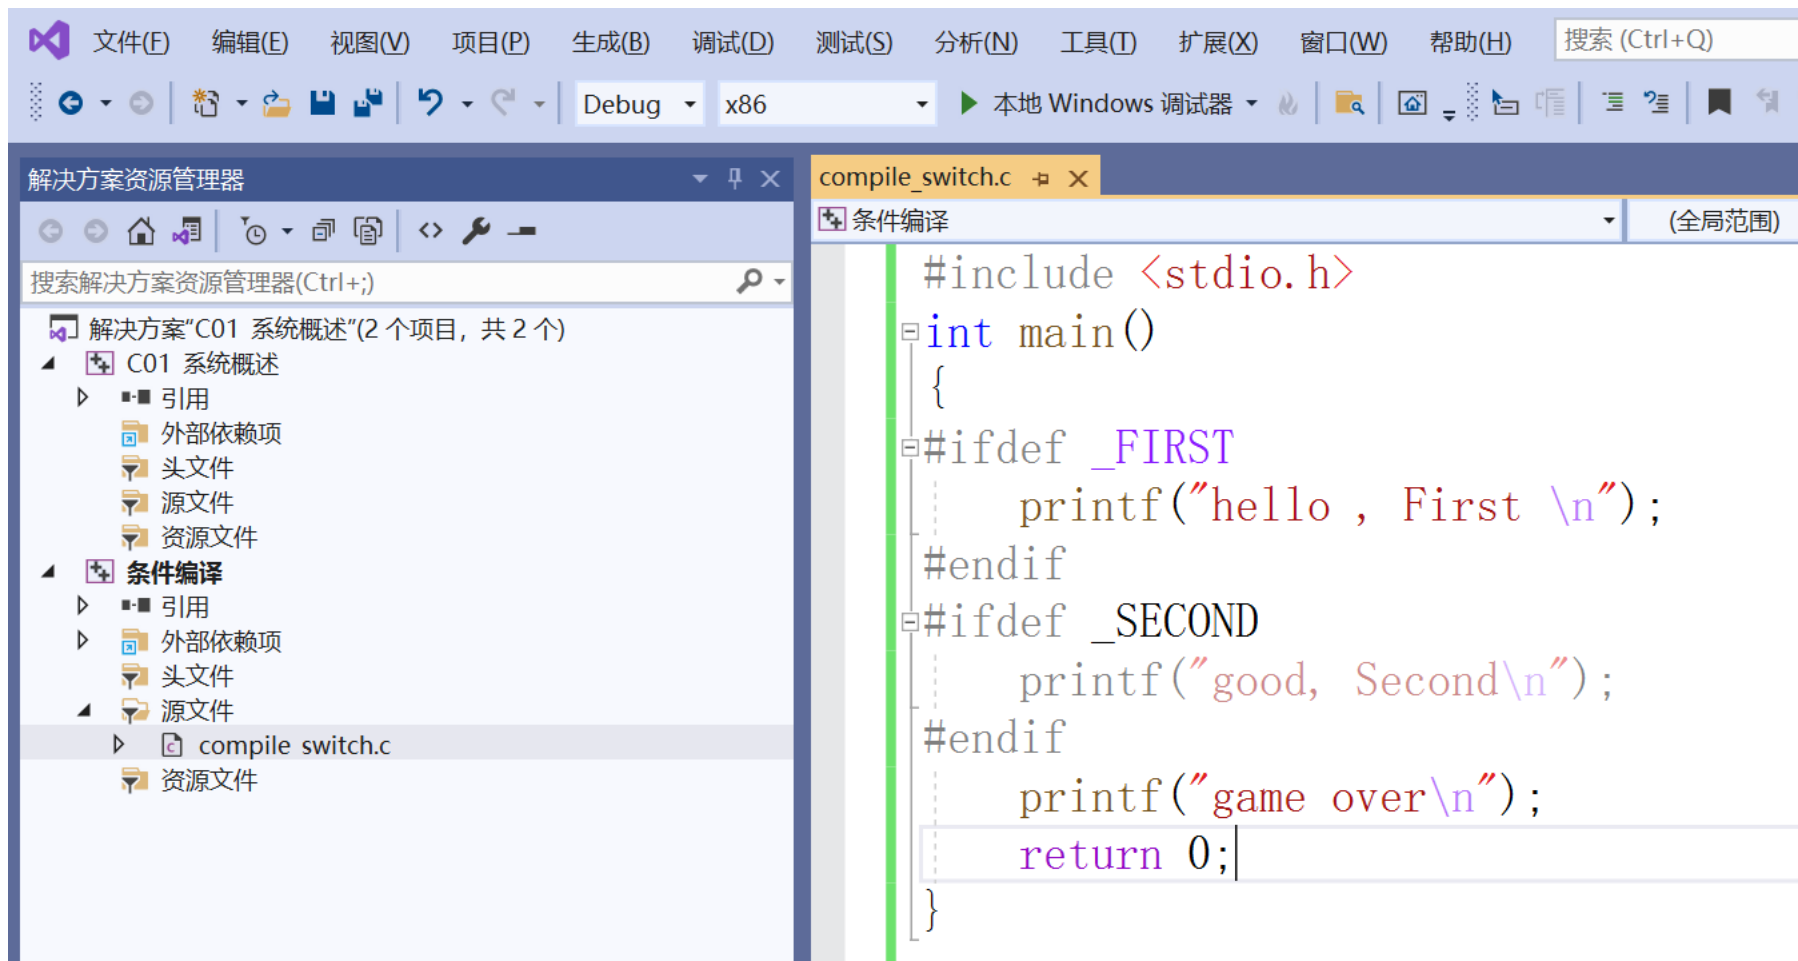 文件(F) 编辑(E) 视图(V) 项目(P) 生成(B) 调试(D) 测试(S) 分析(N) 工具(T) 扩展(X) 窗口(W) 帮助(H) 搜索 (Ctrl+Q)
Debug x86 本地 Windows 调试器
解决方案资源管理器
搜索解决方案资源管理器(Ctrl+;)
解决方案"C01 系统概述"(2 个项目，共 2 个)
C01 系统概述
引用
外部依赖项
头文件
源文件
资源文件
条件编译
引用
外部依赖项
头文件
源文件
compile_switch.c
资源文件
compile_switch.c
条件编译 (全局范围)
#include <stdio.h>
int main()
{
#ifdef _FIRST
printf("hello , First \n");
#endif
#ifdef _SECOND
printf("good, Second\n");
#endif
printf("game over\n");
return 0;
}